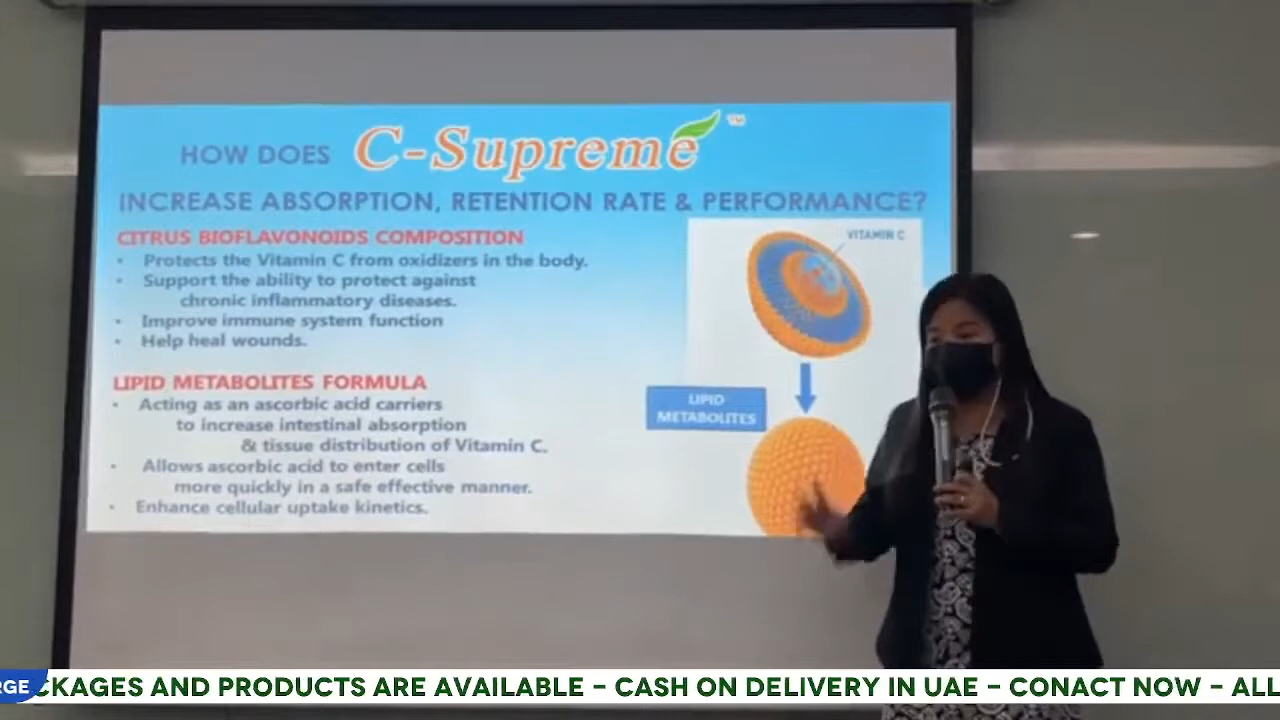 HOW DOES C-Supreme™
INCREASE ABSORPTION, RETENTION RATE & PERFORMANCE?
CITRUS BIOFLAVONOIDS COMPOSITION
• Protects the Vitamin C from oxidizers in the body.
• Support the ability to protect against
chronic inflammatory diseases.
• Improve immune system function
• Help heal wounds.
LIPID METABOLITES FORMULA
• Acting as an ascorbic acid carriers
to increase intestinal absorption
& tissue distribution of Vitamin C.
• Allows ascorbic acid to enter cells
more quickly in a safe effective manner.
• Enhance cellular uptake kinetics.
VITAMIN C
LIPID
METABOLITES
RGE CKAGES AND PRODUCTS ARE AVAILABLE - CASH ON DELIVERY IN UAE - CONACT NOW - ALL